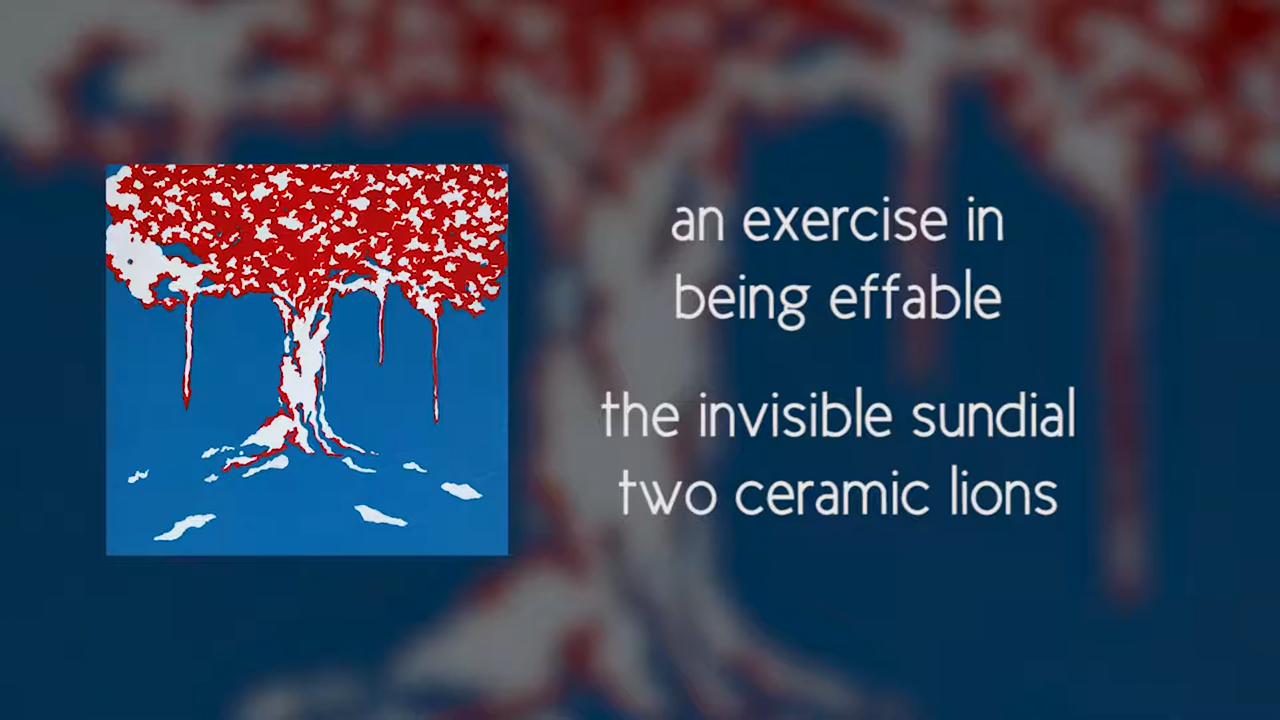 an exercise in
being effable
the invisible sundial
two ceramic lions